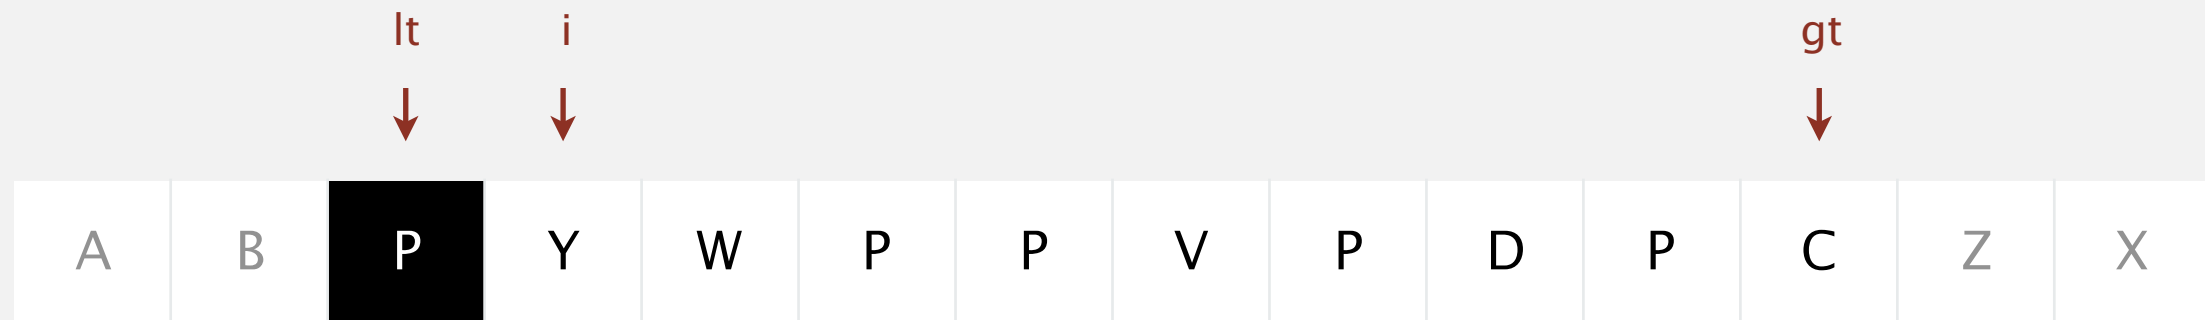 lt i gt
A B P Y W P P V P D P C Z X